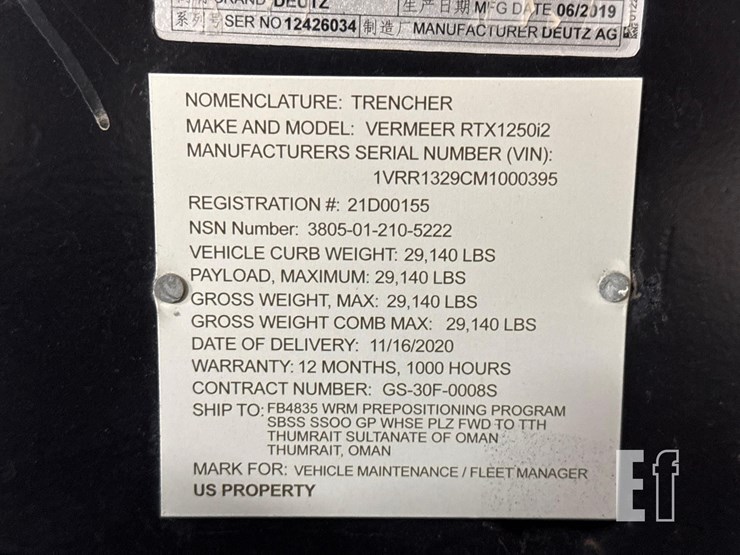 BRAND DEUTZ 生产日期 MFG DATE 06/2019
系列号 SER NO 12426034 制造厂 MANUFACTURER DEUTZ AG
NOMENCLATURE: TRENCHER
MAKE AND MODEL: VERMEER RTX1250i2
MANUFACTURERS SERIAL NUMBER (VIN):
1VRR1329CM1000395
REGISTRATION #: 21D00155
NSN Number: 3805-01-210-5222
VEHICLE CURB WEIGHT: 29,140 LBS
PAYLOAD, MAXIMUM: 29,140 LBS
GROSS WEIGHT, MAX: 29,140 LBS
GROSS WEIGHT COMB MAX: 29,140 LBS
DATE OF DELIVERY: 11/16/2020
WARRANTY: 12 MONTHS, 1000 HOURS
CONTRACT NUMBER: GS-30F-0008S
SHIP TO: FB4835 WRM PREPOSITIONING PROGRAM
SBSS SSOO GP WHSE PLZ FWD TO TTH
THUMRAIT SULTANATE OF OMAN
THUMRAIT, OMAN
MARK FOR: VEHICLE MAINTENANCE / FLEET MANAGER
US PROPERTY
Ef